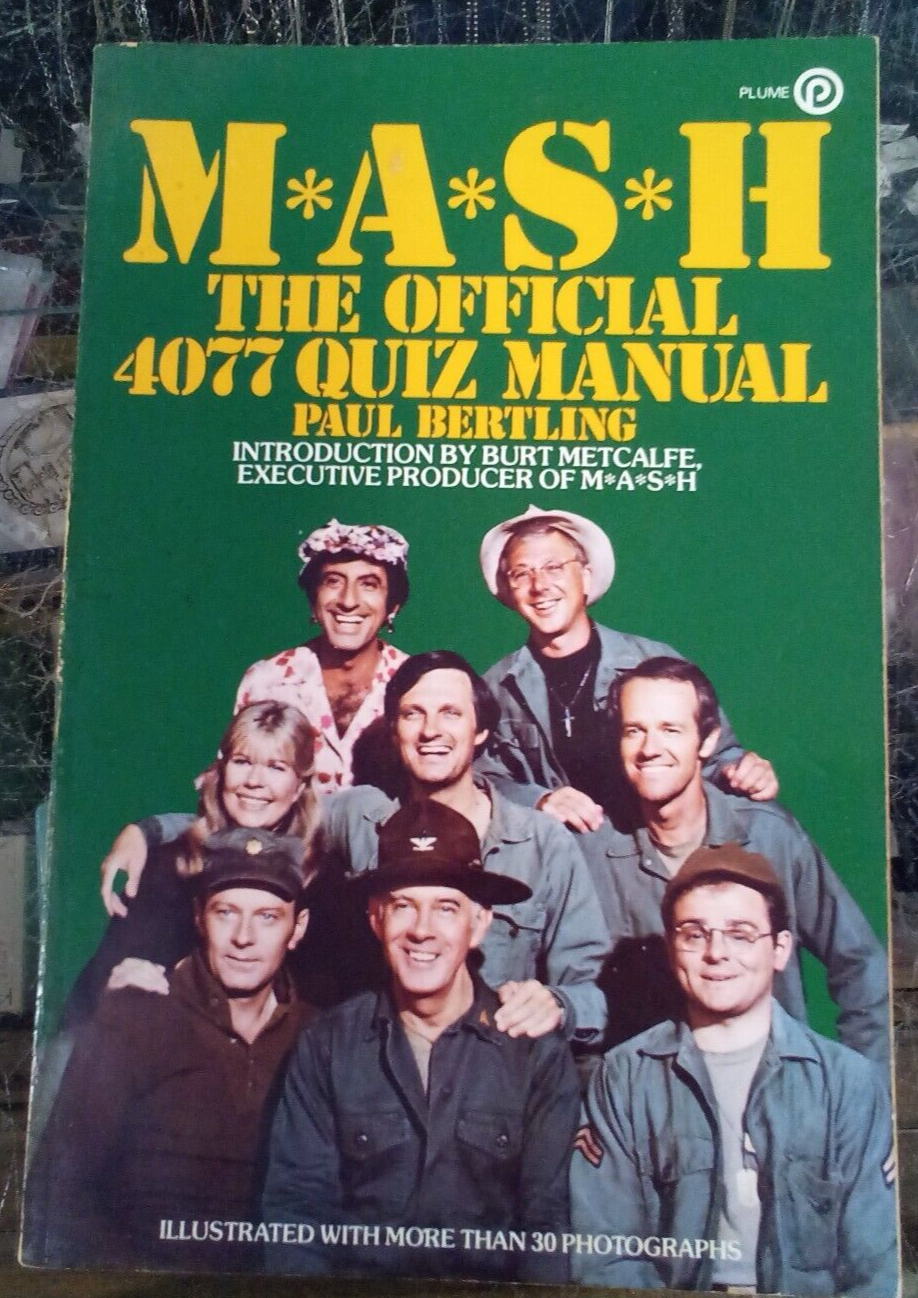 PLUME P
M*A*S*H
THE OFFICIAL
4077 QUIZ MANUAL
PAUL BERTLING
INTRODUCTION BY BURT METCALFE,
EXECUTIVE PRODUCER OF M*A*S*H
ILLUSTRATED WITH MORE THAN 30 PHOTOGRAPHS